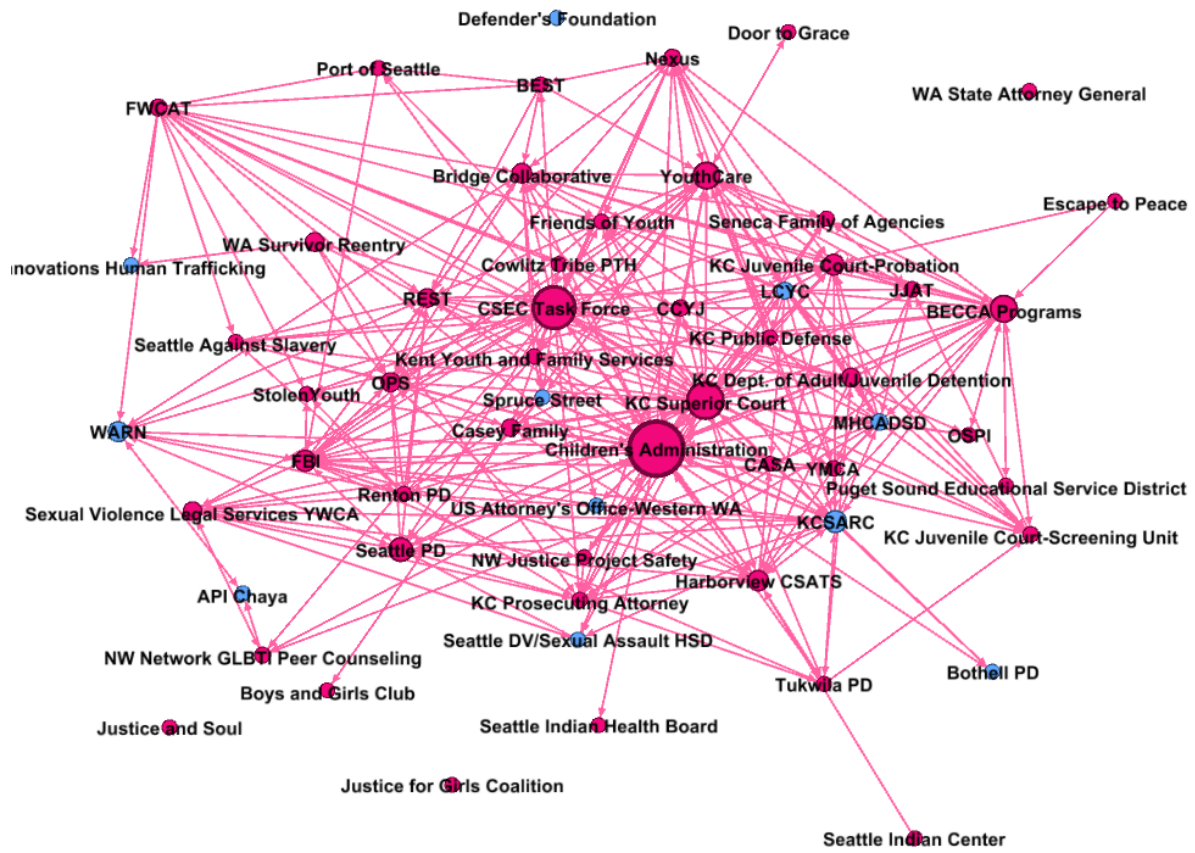 Defender's Foundation
Door to Grace
Nexus
Port of Seattle
BEST
WA State Attorney General
FWCAT
Bridge Collaborative
YouthCare
Escape to Peace
Friends of Youth
Seneca Family of Agencies
WA Survivor Reentry
nnovations Human Trafficking
Cowlitz Tribe PTH
KC Juvenile Court-Probation
REST
LCYC
JJAT
CSEC Task Force
CCYJ
BECCA Programs
Seattle Against Slavery
KC Public Defense
Kent Youth and Family Services
OPS
KC Dept. of Adult/Juvenile Detention
StolenYouth
Spruce Street
KC Superior Court
WARN
Casey Family
MHCADSD
OSPI
Children's Administration
FBI
CASA
YMCA
Puget Sound Educational Service District
Renton PD
Sexual Violence Legal Services YWCA
US Attorney's Office-Western WA
KCSARC
KC Juvenile Court-Screening Unit
Seattle PD
NW Justice Project Safety
Harborview CSATS
API Chaya
KC Prosecuting Attorney
Seattle DV/Sexual Assault HSD
NW Network GLBTI Peer Counseling
Bothell PD
Tukwila PD
Boys and Girls Club
Justice and Soul
Seattle Indian Health Board
Justice for Girls Coalition
Seattle Indian Center